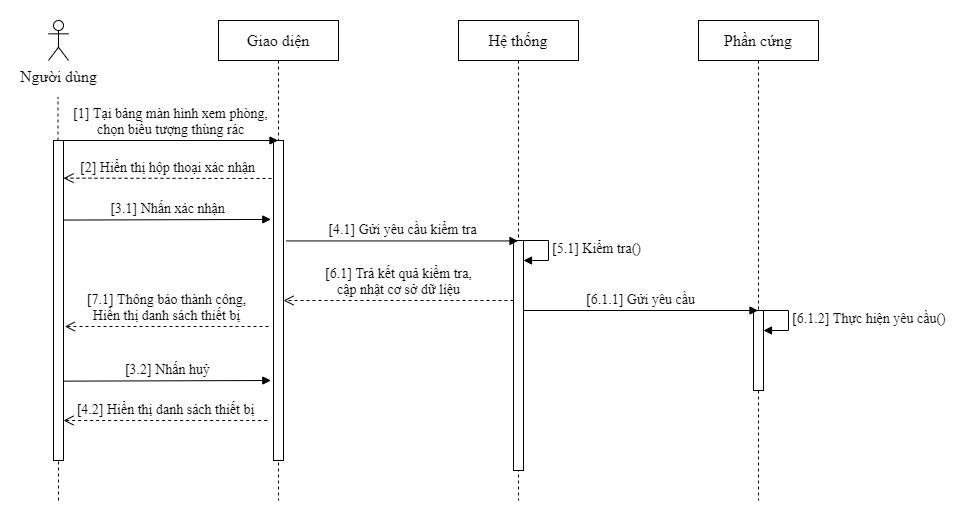 Người dùng
Giao diện
Hệ thống
Phần cứng
[1] Tại bảng màn hình xem phòng,
chọn biểu tượng thùng rác
[2] Hiển thị hộp thoại xác nhận
[3.1] Nhấn xác nhận
[4.1] Gửi yêu cầu kiểm tra
[5.1] Kiểm tra()
[6.1] Trả kết quả kiểm tra,
cập nhật cơ sở dữ liệu
[6.1.1] Gửi yêu cầu
[6.1.2] Thực hiện yêu cầu()
[7.1] Thông báo thành công,
Hiển thị danh sách thiết bị
[3.2] Nhấn huỷ
[4.2] Hiển thị danh sách thiết bị